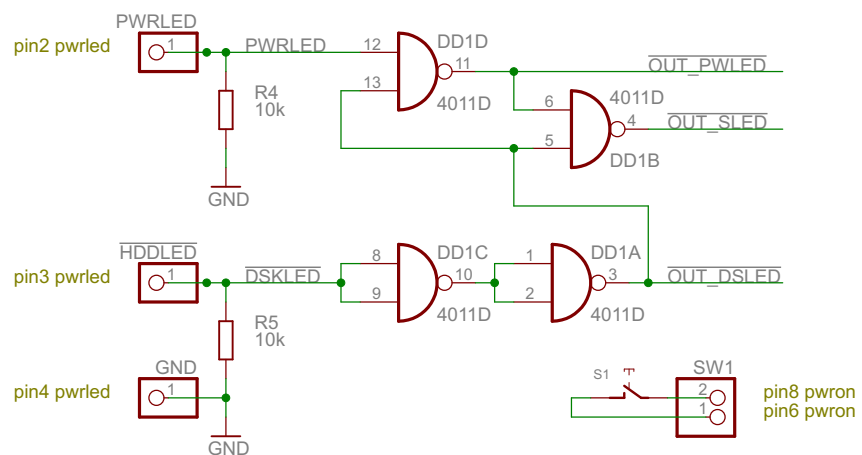 PWRLED
pin2 pwrled
1
PWRLED
12
13
DD1D
11
4011D
OUT_PWLED
R4
10k
GND
6
5
4011D
4
DD1B
OUT_SLED
HDDLED
pin3 pwrled
1
DSKLED
8
9
DD1C
10
4011D
1
2
DD1A
3
4011D
OUT_DSLED
R5
10k
GND
pin4 pwrled
1
GND
S1
SW1
2
1
pin8 pwron
pin6 pwron